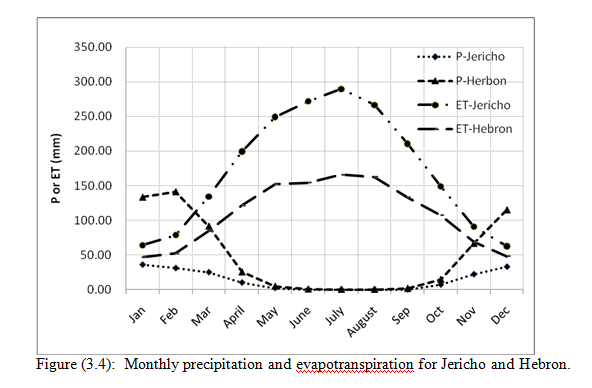 350.00
300.00
250.00
200.00
150.00
100.00
50.00
0.00
P or ET (mm)
P-Jericho
P-Herbon
ET-Jericho
ET-Hebron
Jan Feb Mar April May June July August Sep Oct Nov Dec
Figure (3.4): Monthly precipitation and evapotranspiration for Jericho and Hebron.